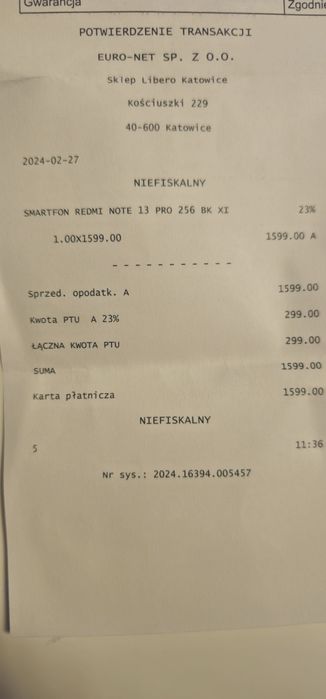 Gwarancja
POTWIERDZENIE TRANSAKCJI
EURO-NET SP. Z O.O.
Sklep Libero Katowice
Kościuszki 229
40-600 Katowice
2024-02-27
NIEFISKALNY
SMARTFON REDMI NOTE 13 PRO 256 BK XI 23%
1.00X1599.00 1599.00 A
- - - - - - - - - - -
Sprzed. opodatk. A 1599.00
Kwota PTU A 23% 299.00
ŁĄCZNA KWOTA PTU 299.00
SUMA 1599.00
Karta płatnicza 1599.00
NIEFISKALNY
5 11:36
Nr sys.: 2024.16394.005457